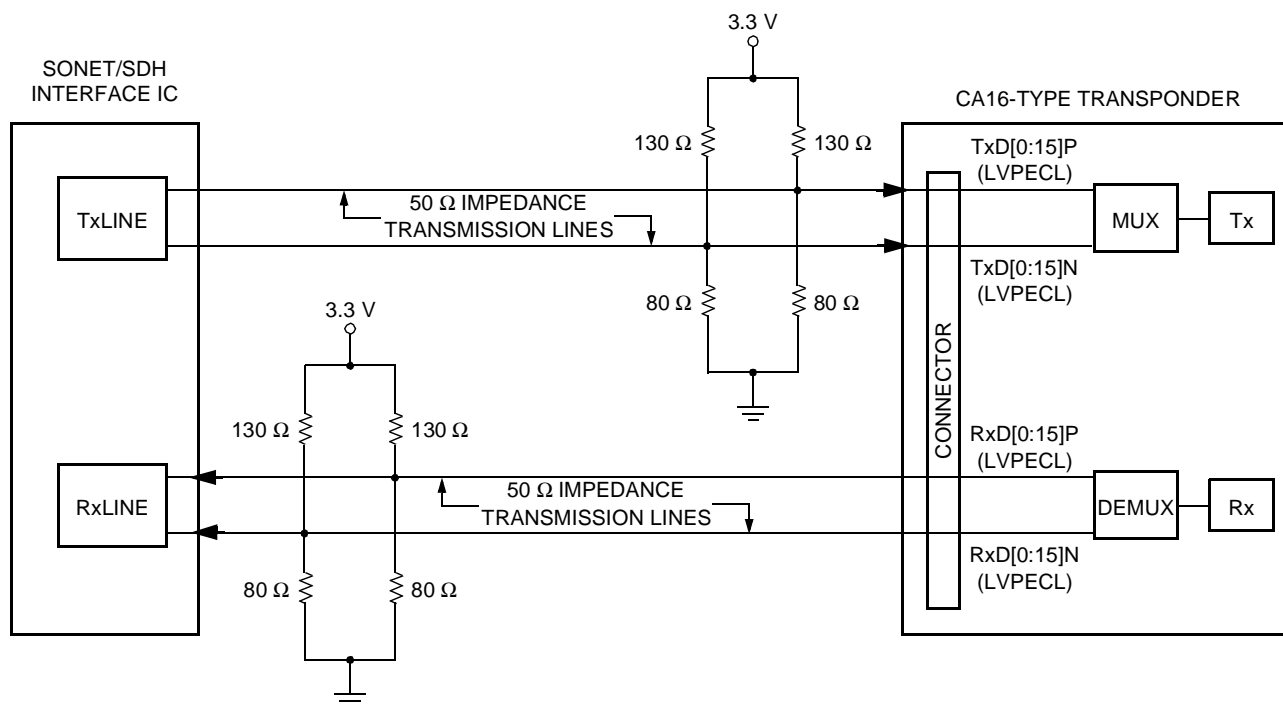 3.3 V
SONET/SDH
INTERFACE IC
CA16-TYPE TRANSPONDER
130 Ω
130 Ω
TxD[0:15]P
(LVPECL)
TxLINE
50 Ω IMPEDANCE
TRANSMISSION LINES
MUX
Tx
TxD[0:15]N
(LVPECL)
80 Ω
80 Ω
3.3 V
CONNECTOR
130 Ω
130 Ω
RxD[0:15]P
(LVPECL)
RxLINE
50 Ω IMPEDANCE
TRANSMISSION LINES
DEMUX
Rx
RxD[0:15]N
(LVPECL)
80 Ω
80 Ω